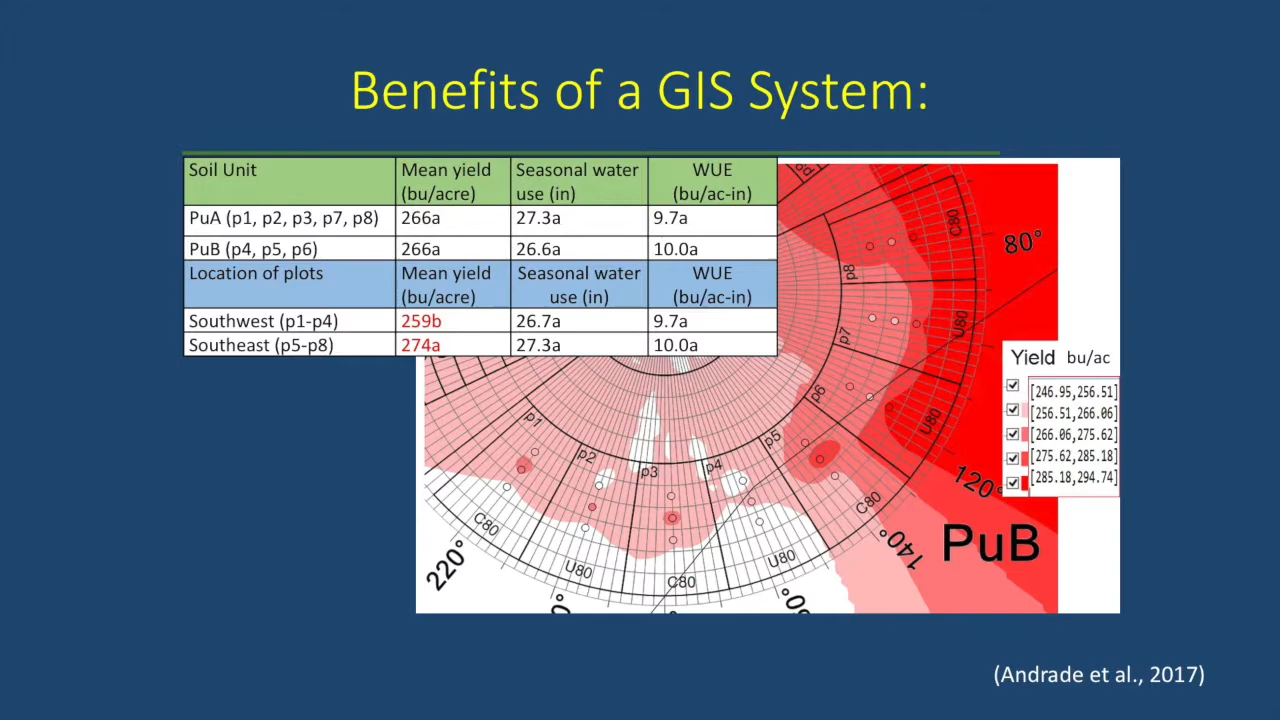 Benefits of a GIS System:
Soil Unit Mean yield (bu/acre) Seasonal water use (in) WUE (bu/ac-in)
PuA (p1, p2, p3, p7, p8) 266a 27.3a 9.7a
PuB (p4, p5, p6) 266a 26.6a 10.0a
Location of plots Mean yield (bu/acre) Seasonal water use (in) WUE (bu/ac-in)
Southwest (p1-p4) 259b 26.7a 9.7a
Southeast (p5-p8) 274a 27.3a 10.0a
C80
80°
p8
U80
p7
p6
U80
120°
p5
C80
140°
p4
U80
p3
C80
p2
U80
p1
C80
220°
PuB
Yield bu/ac
[246.95,256.51]
[256.51,266.06]
[266.06,275.62]
[275.62,285.18]
[285.18,294.74]
(Andrade et al., 2017)